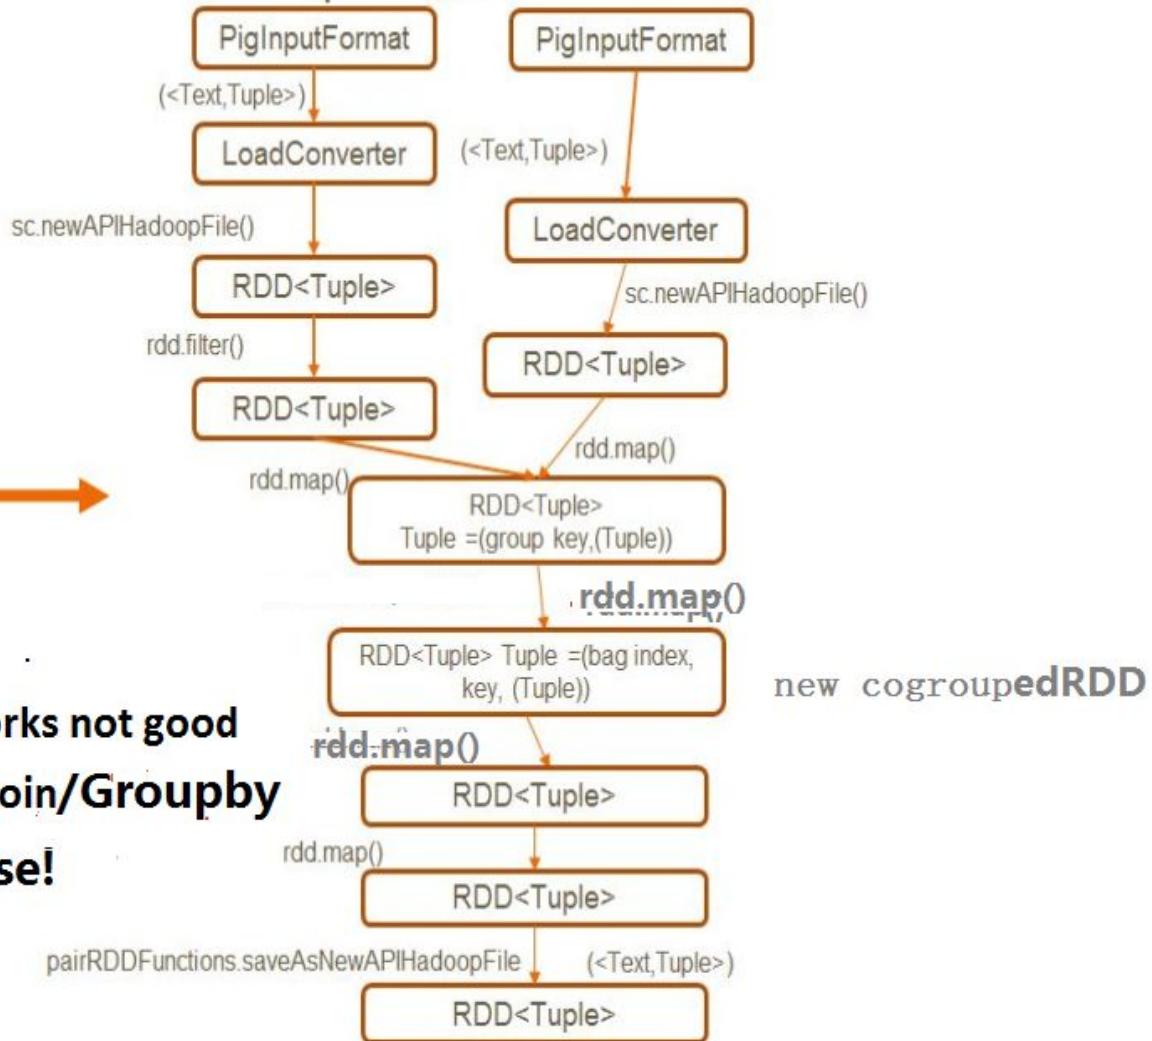 PigInputFormat
PigInputFormat
(<Text,Tuple>)
LoadConverter
(<Text,Tuple>)
sc.newAPIHadoopFile()
LoadConverter
RDD<Tuple>
sc.newAPIHadoopFile()
rdd.filter()
RDD<Tuple>
RDD<Tuple>
rdd.map()
rdd.map()
RDD<Tuple>
Tuple =(group key,(Tuple))
rdd.map()
RDD<Tuple> Tuple =(bag index,
key, (Tuple))
new cogroupedRDD
rks not good
rdd.map()
oin/Groupby
RDD<Tuple>
se!
rdd.map()
RDD<Tuple>
pairRDDFunctions.saveAsNewAPIHadoopFile
(<Text,Tuple>)
RDD<Tuple>